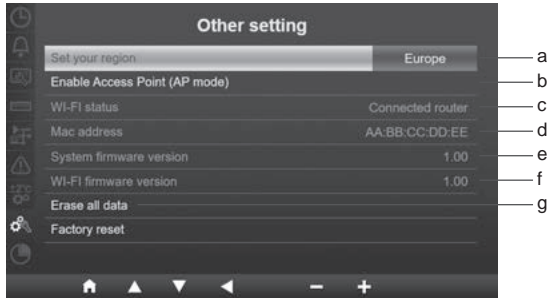 Other setting
Set your region Europe a
Enable Access Point (AP mode) b
WI-FI status Connected router c
Mac address AA:BB:CC:DD:EE d
System firmware version 1.00 e
WI-FI firmware version 1.00 f
Erase all data g
Factory reset